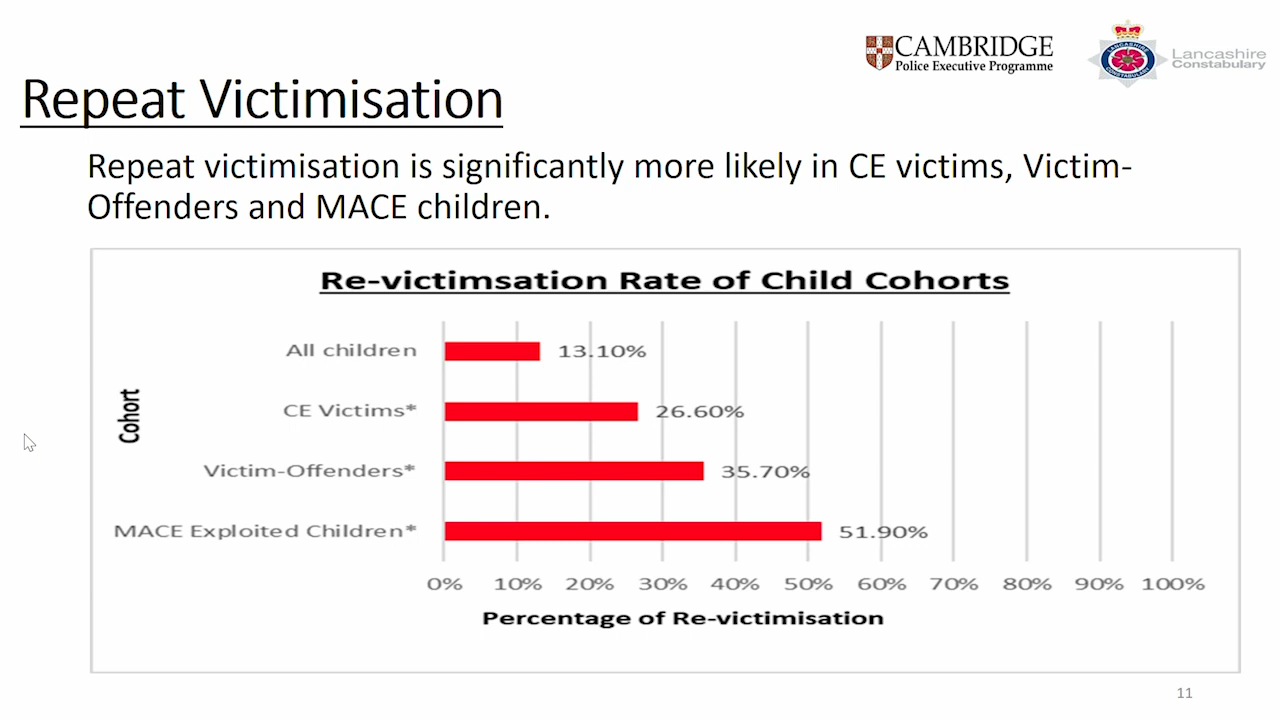 CAMBRIDGE
Police Executive Programme
LANCASHIRE
CONSTABULARY
Lancashire
Constabulary
Repeat Victimisation
Repeat victimisation is significantly more likely in CE victims, Victim-
Offenders and MACE children.
Re-victimsation Rate of Child Cohorts
Cohort
All children 13.10%
CE Victims* 26.60%
Victim-Offenders* 35.70%
MACE Exploited Children* 51.90%
0% 10% 20% 30% 40% 50% 60% 70% 80% 90% 100%
Percentage of Re-victimisation
11